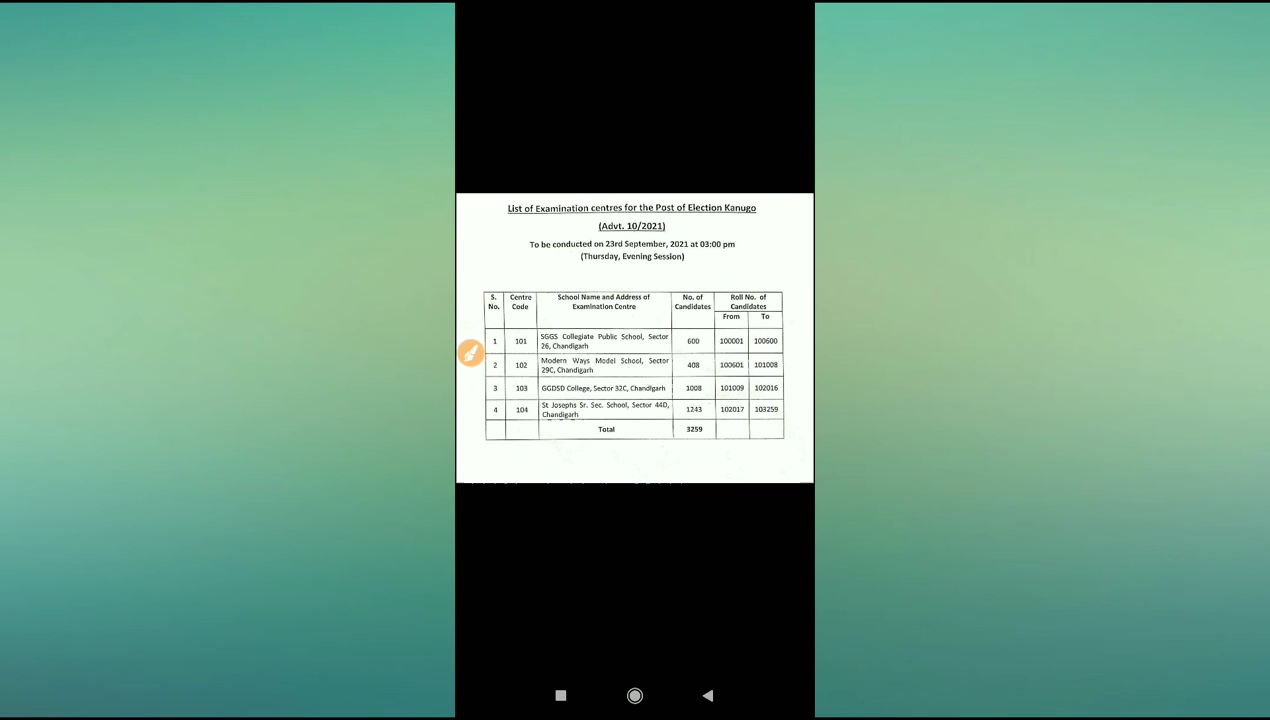 List of Examination centres for the Post of Election Kanugo
(Advt. 10/2021)
To be conducted on 23rd September, 2021 at 03:00 pm
(Thursday, Evening Session)
S. No. Centre Code School Name and Address of Examination Centre No. of Candidates Roll No. of Candidates
From To
1 101 SGGS Collegiate Public School, Sector 26, Chandigarh 600 100001 100600
2 102 Modern Ways Model School, Sector 29C, Chandigarh 408 100601 101008
3 103 GGDSD College, Sector 32C, Chandigarh 1008 101009 102016
4 104 St Josephs Sr. Sec. School, Sector 44D, Chandigarh 1243 102017 103259
Total 3259